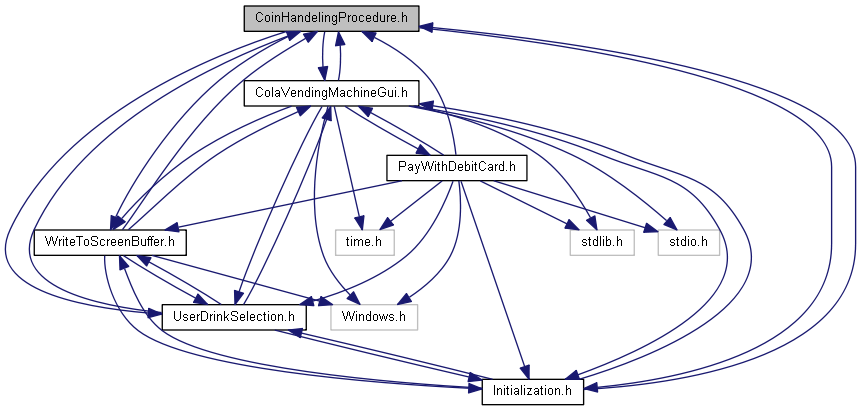 CoinHandelingProcedure.h
ColaVendingMachineGui.h
PayWithDebitCard.h
WriteToScreenBuffer.h
time.h
stdlib.h
stdio.h
UserDrinkSelection.h
Windows.h
Initialization.h